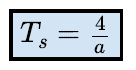 T_s = \frac{4}{a}